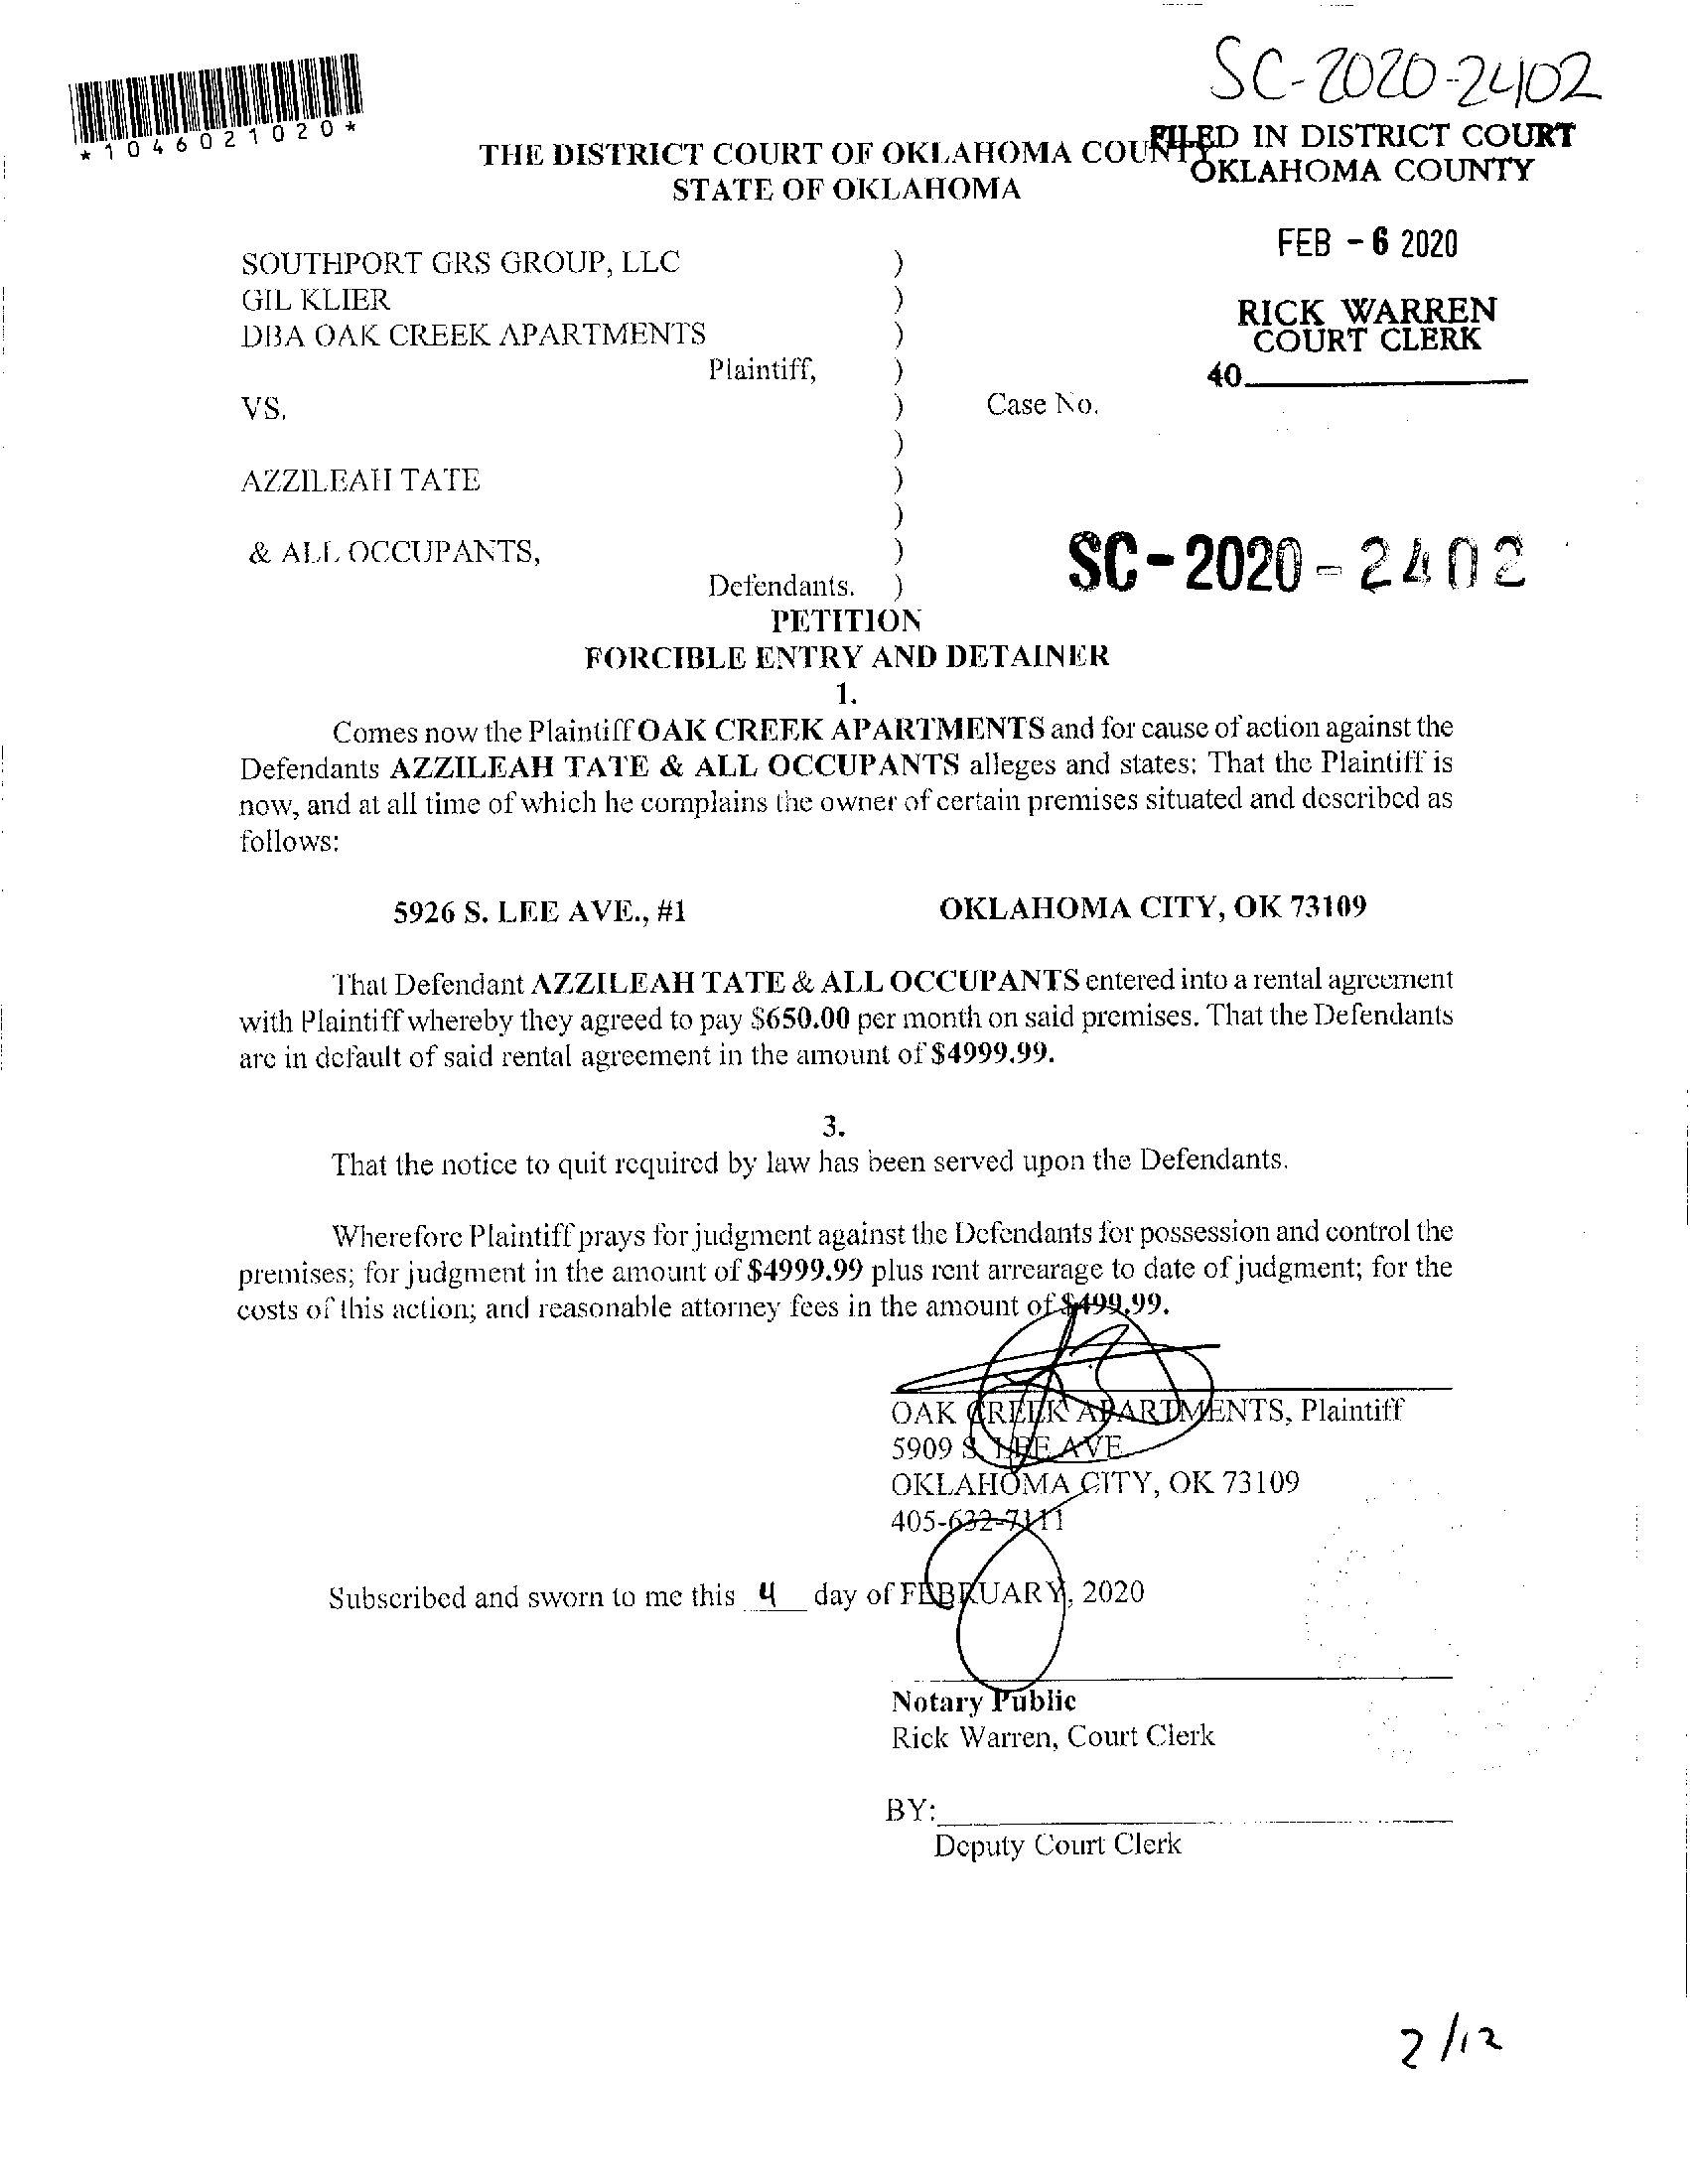 SC-2020-2402
*1046021020*
FILED IN DISTRICT COURT
OKLAHOMA COUNTY
THE DISTRICT COURT OF OKLAHOMA COUNTY
STATE OF OKLAHOMA
FEB - 6 2020
RICK WARREN
COURT CLERK
40
SOUTHPORT GRS GROUP, LLC )
GIL KLIER )
DBA OAK CREEK APARTMENTS )
Plaintiff, )
VS. ) Case No.
)
AZZILEAH TATE )
)
& ALL OCCUPANTS, )
SC-2020-2402
Defendants. )
PETITION
FORCIBLE ENTRY AND DETAINER
1.
Comes now the Plaintiff OAK CREEK APARTMENTS and for cause of action against the
Defendants AZZILEAH TATE & ALL OCCUPANTS alleges and states: That the Plaintiff is
now, and at all time of which he complains the owner of certain premises situated and described as
follows:
5926 S. LEE AVE., #1 OKLAHOMA CITY, OK 73109
That Defendant AZZILEAH TATE & ALL OCCUPANTS entered into a rental agreement
with Plaintiff whereby they agreed to pay $650.00 per month on said premises. That the Defendants
are in default of said rental agreement in the amount of $4999.99.
3.
That the notice to quit required by law has been served upon the Defendants.
Wherefore Plaintiff prays for judgment against the Defendants for possession and control the
premises; for judgment in the amount of $4999.99 plus rent arrearage to date of judgment; for the
costs of this action; and reasonable attorney fees in the amount of $499.99.
OAK CREEK APARTMENTS, Plaintiff
5909 S. LEE AVE
OKLAHOMA CITY, OK 73109
405-632-7111
Subscribed and sworn to me this 4 day of FEBRUARY, 2020
Notary Public
Rick Warren, Court Clerk
BY:
Deputy Court Clerk
2/12